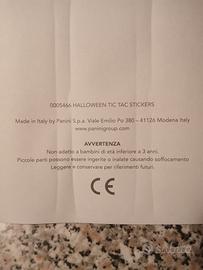 0005466 HALLOWEEN TIC TAC STICKERS
Made in Italy by Panini S.p.a. Viale Emilio Po 380 – 41126 Modena Italy
www.paninigroup.com
AVVERTENZA
Non adatto a bambini di età inferiore a 3 anni.
Piccole parti possono essere ingerite o inalate causando soffocamento
Leggere e conservare per riferimenti futuri.
CE
subito